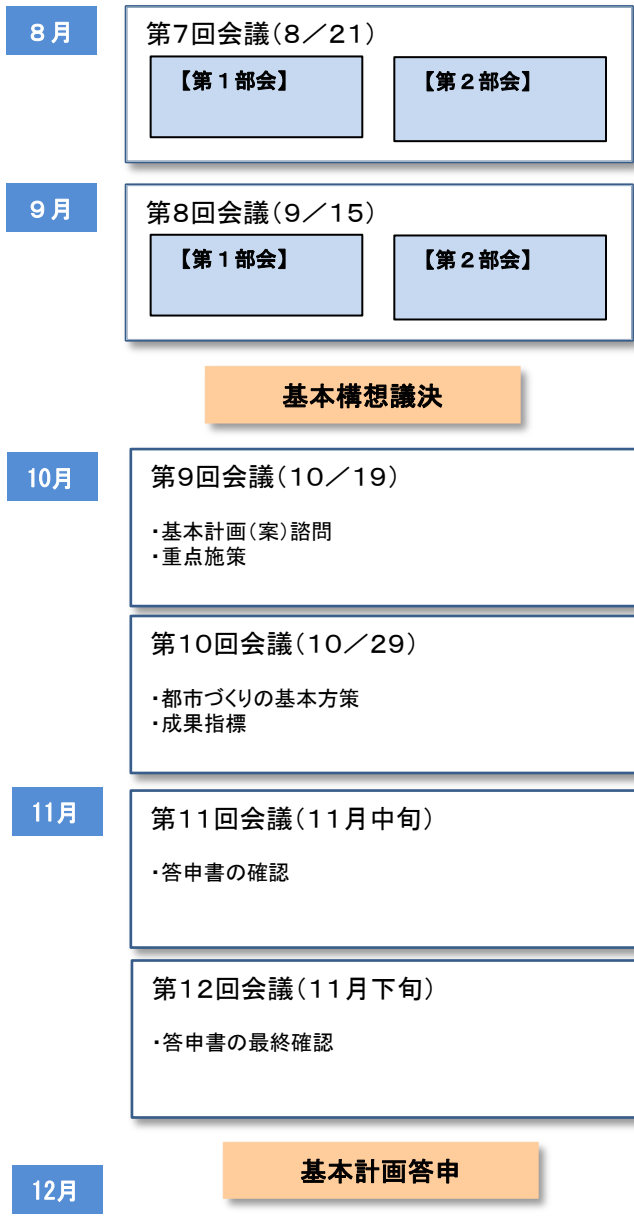 ８月
第７回会議（８／２１）
【第１部会】
【第２部会】
９月
第８回会議（９／１５）
【第１部会】
【第２部会】
基本構想議決
10月
第９回会議（１０／１９）
・基本計画（案）諮問
・重点施策
第１０回会議（１０／２９）
・都市づくりの基本方策
・成果指標
11月
第１１回会議（１１月中旬）
・答申書の確認
第１２回会議（１１月下旬）
・答申書の最終確認
基本計画答申
12月